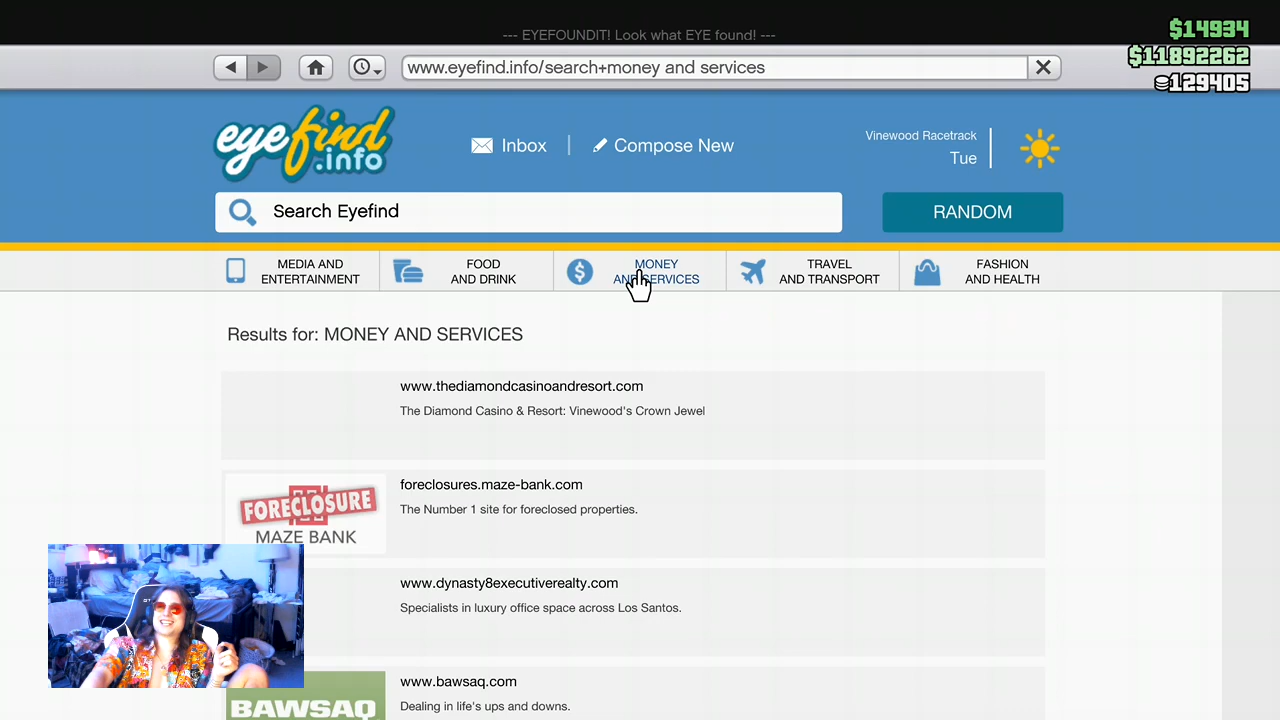 --- EYEFOUNDIT! Look what EYE found! ---
$14934
$11892262
129405
www.eyefind.info/search+money and services
eyefind
.info
Inbox
Compose New
Vinewood Racetrack
Tue
Search Eyefind
RANDOM
MEDIA AND
ENTERTAINMENT
FOOD
AND DRINK
MONEY
AND SERVICES
TRAVEL
AND TRANSPORT
FASHION
AND HEALTH
Results for: MONEY AND SERVICES
www.thediamondcasinoandresort.com
The Diamond Casino & Resort: Vinewood's Crown Jewel
FORECLOSURE
MAZE BANK
foreclosures.maze-bank.com
The Number 1 site for foreclosed properties.
www.dynasty8executiverealty.com
Specialists in luxury office space across Los Santos.
BAWSAQ
www.bawsaq.com
Dealing in life's ups and downs.